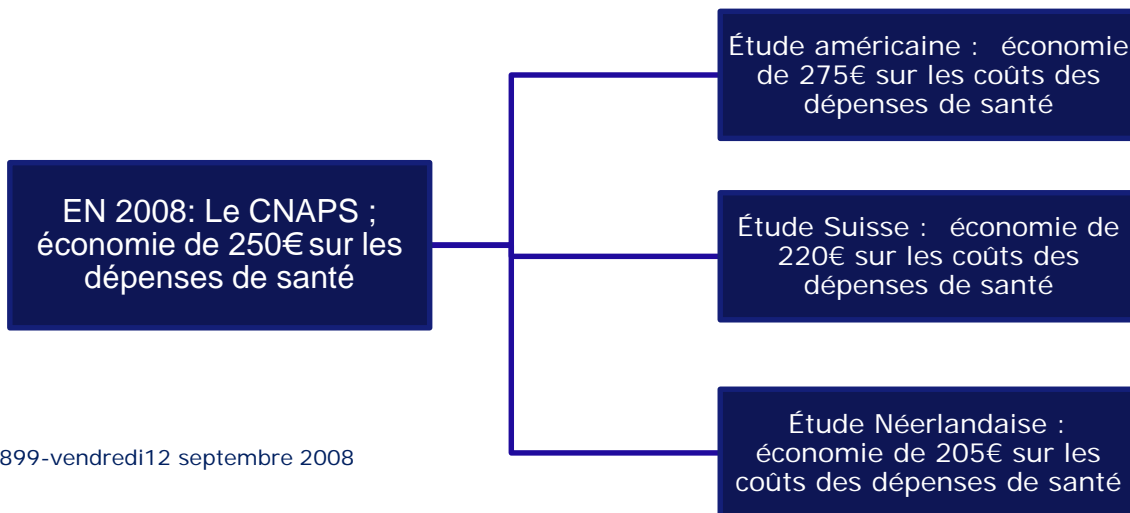 Étude américaine : économie
de 275€ sur les coûts des
dépenses de santé
EN 2008: Le CNAPS ;
économie de 250€ sur les
dépenses de santé
Étude Suisse : économie de
220€ sur les coûts des
dépenses de santé
Étude Néerlandaise :
économie de 205€ sur les
coûts des dépenses de santé
899-vendredi12 septembre 2008